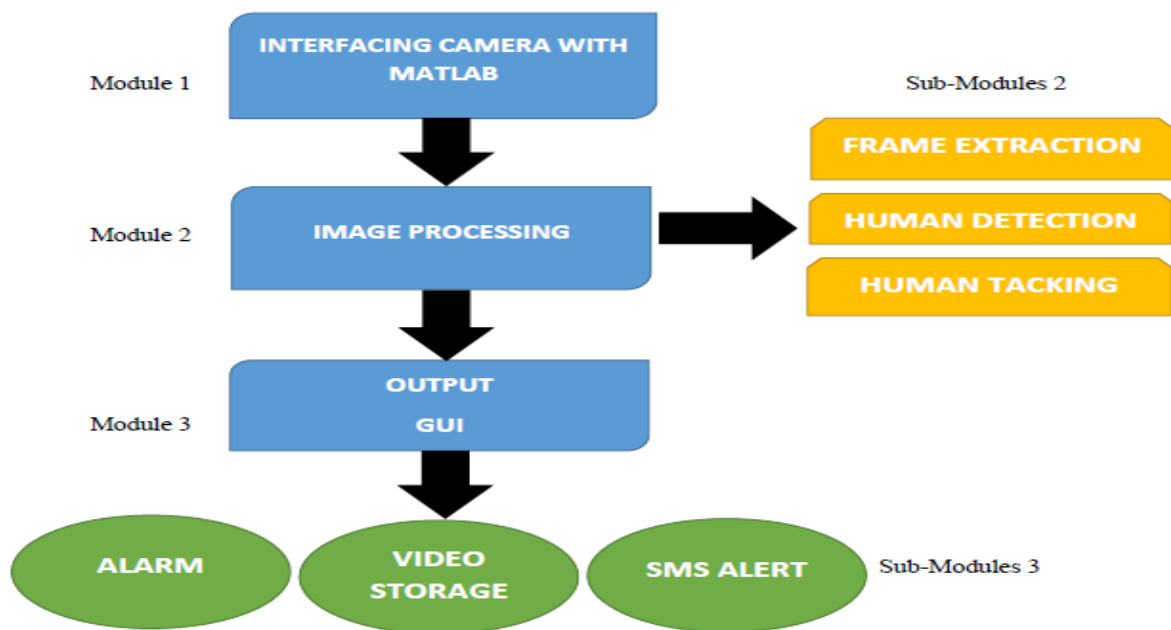 INTERFACING CAMERA WITH
MATLAB
Module 1
Sub-Modules 2
FRAME EXTRACTION
HUMAN DETECTION
HUMAN TACKING
Module 2
IMAGE PROCESSING
OUTPUT
GUI
Module 3
ALARM
VIDEO
STORAGE
SMS ALERT
Sub-Modules 3